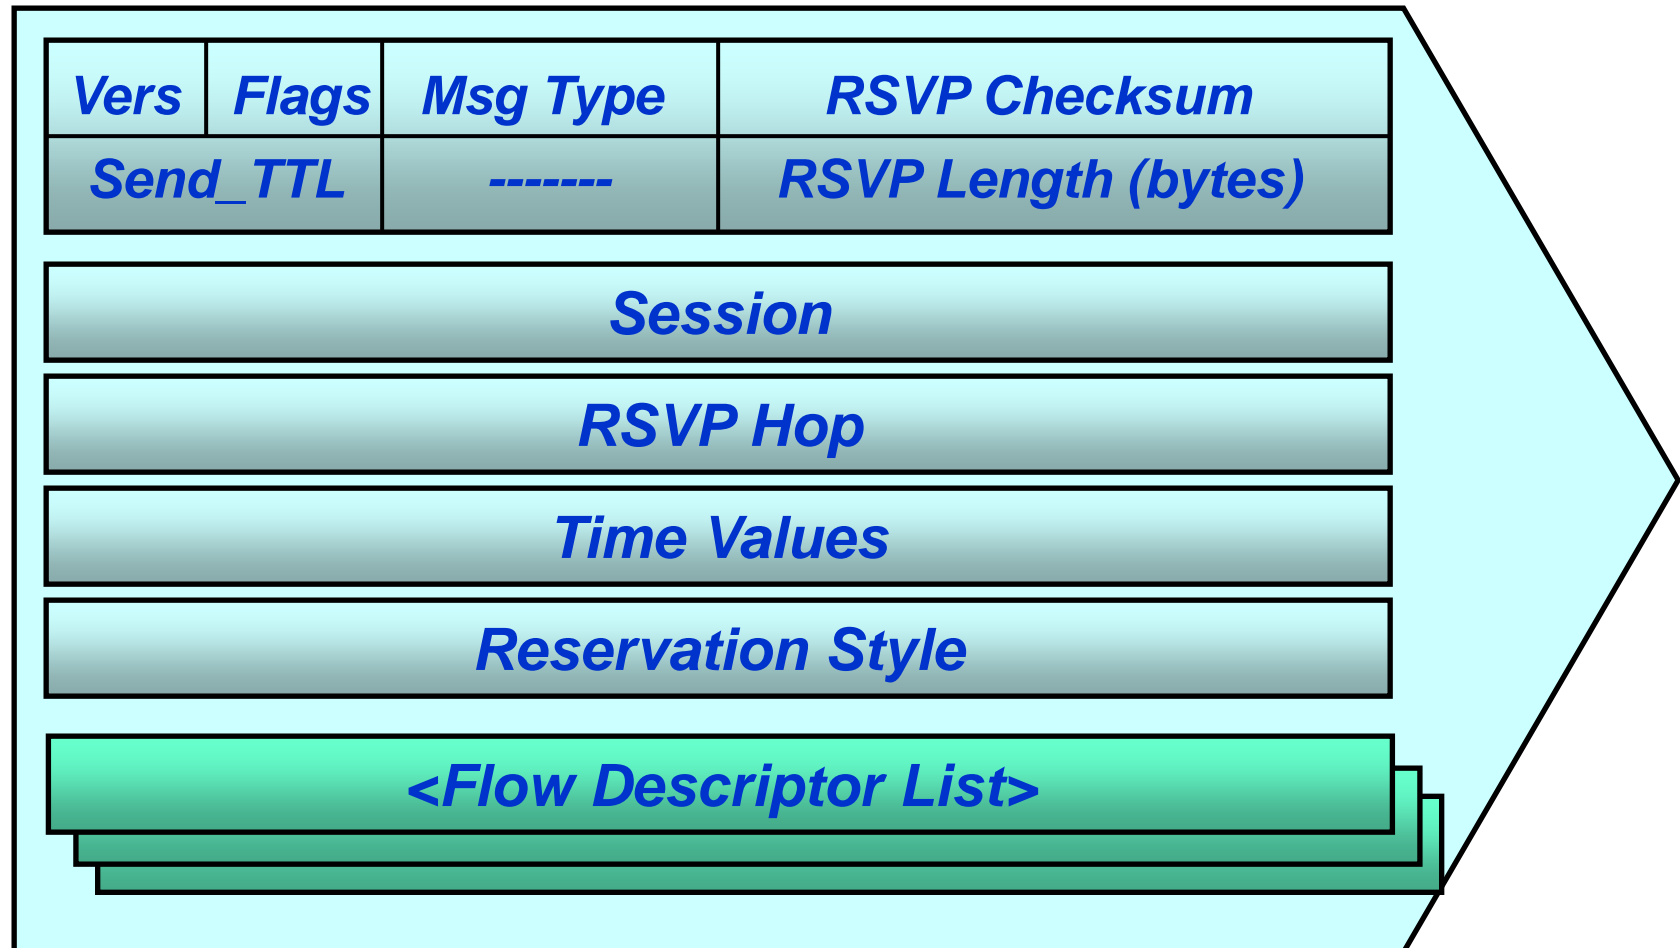 Vers Flags Msg Type RSVP Checksum
Send_TTL ------- RSVP Length (bytes)
Session
RSVP Hop
Time Values
Reservation Style
<Flow Descriptor List>